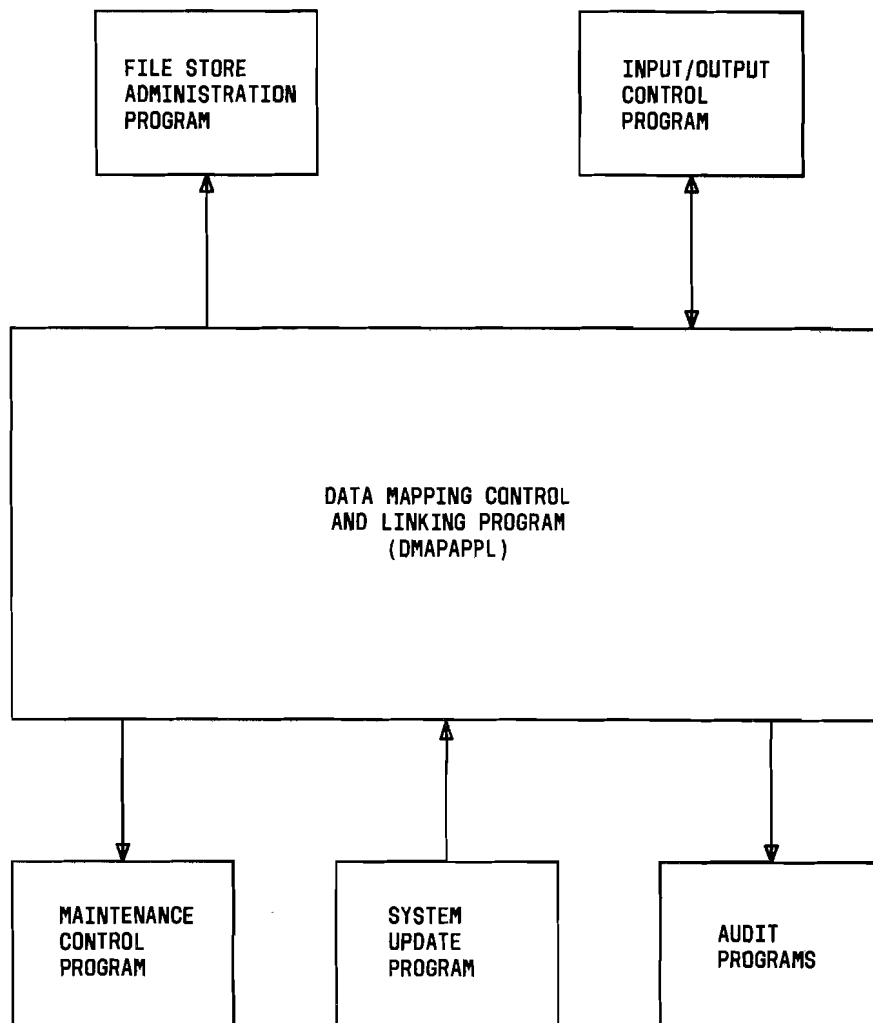 FILE STORE
ADMINISTRATION
PROGRAM
INPUT/OUTPUT
CONTROL
PROGRAM
DATA MAPPING CONTROL
AND LINKING PROGRAM
(DMAPAPPL)
MAINTENANCE
CONTROL
PROGRAM
SYSTEM
UPDATE
PROGRAM
AUDIT
PROGRAMS